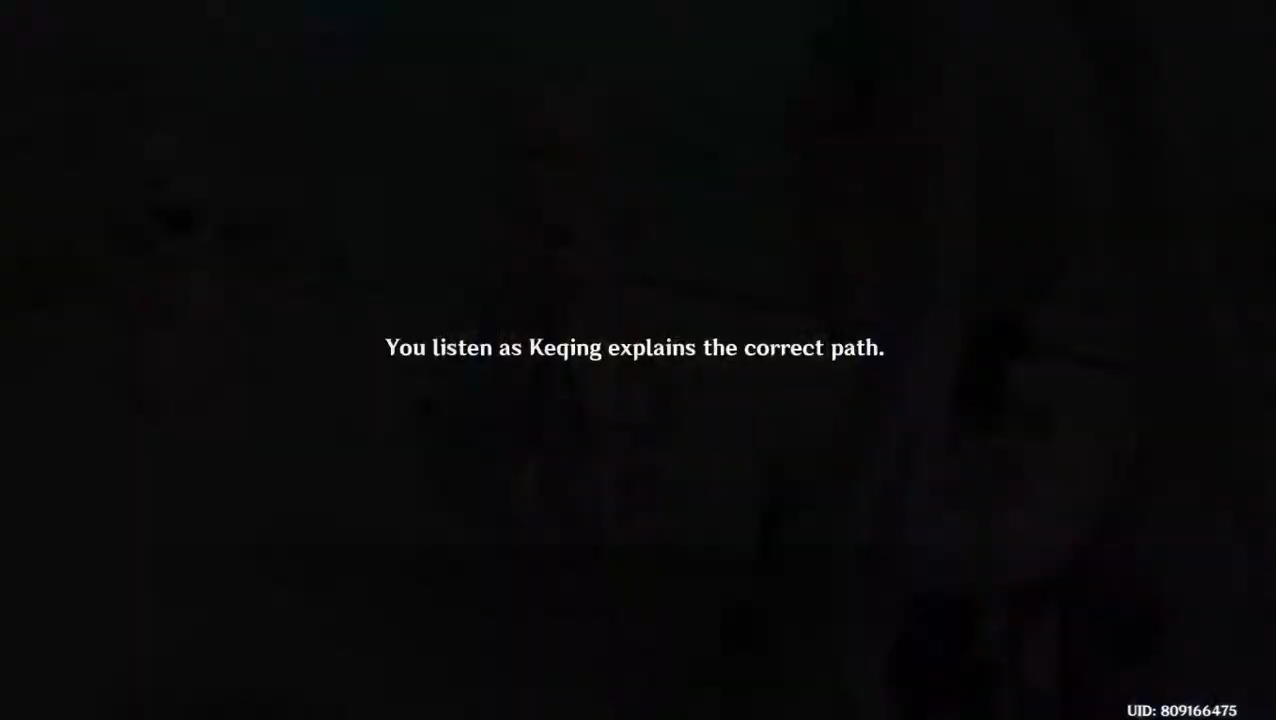 You listen as Keqing explains the correct path.
UID: 809166475